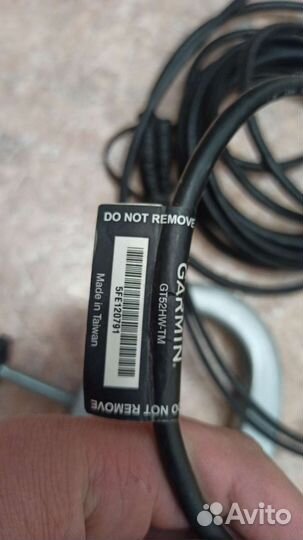 DO NOT REMOVE
GARMIN.
GT52HW-TM
5FE120791
Made in Taiwan
DO NOT REMOVE
Avito